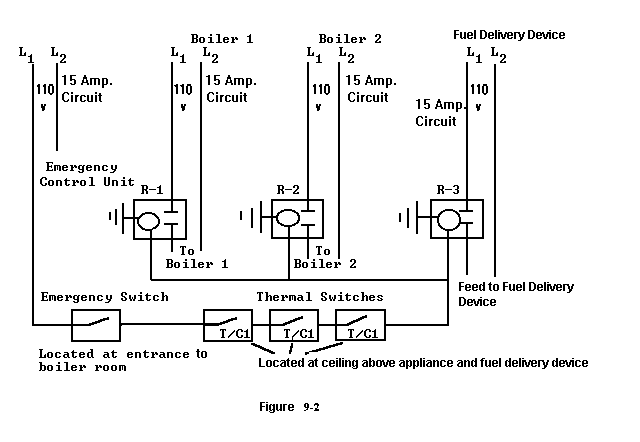 Boiler 1
Boiler 2
Fuel Delivery Device
L1 L2
L1 L2
L1 L2
L1 L2
15 Amp.
Circuit
110
v
15 Amp.
Circuit
110
v
15 Amp.
Circuit
110
v
15 Amp.
Circuit
110
v
Emergency
Control Unit
R-1
R-2
R-3
To
Boiler 1
To
Boiler 2
Feed to Fuel Delivery
Device
Emergency Switch
Thermal Switches
T/C1
T/C1
T/C1
Located at entrance to
boiler room
Located at ceiling above appliance and fuel delivery device
Figure 9-2